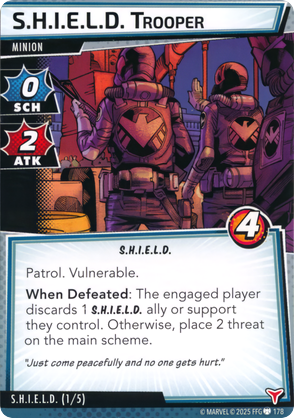 S.H.I.E.L.D. Trooper
MINION
0
SCH
2
ATK
4
S.H.I.E.L.D.
Patrol. Vulnerable.
When Defeated: The engaged player
discards 1 S.H.I.E.L.D. ally or support
they control. Otherwise, place 2 threat
on the main scheme.
"Just come peacefully and no one gets hurt."
S.H.I.E.L.D. (1/5)
© MARVEL © 2025 FFG 178